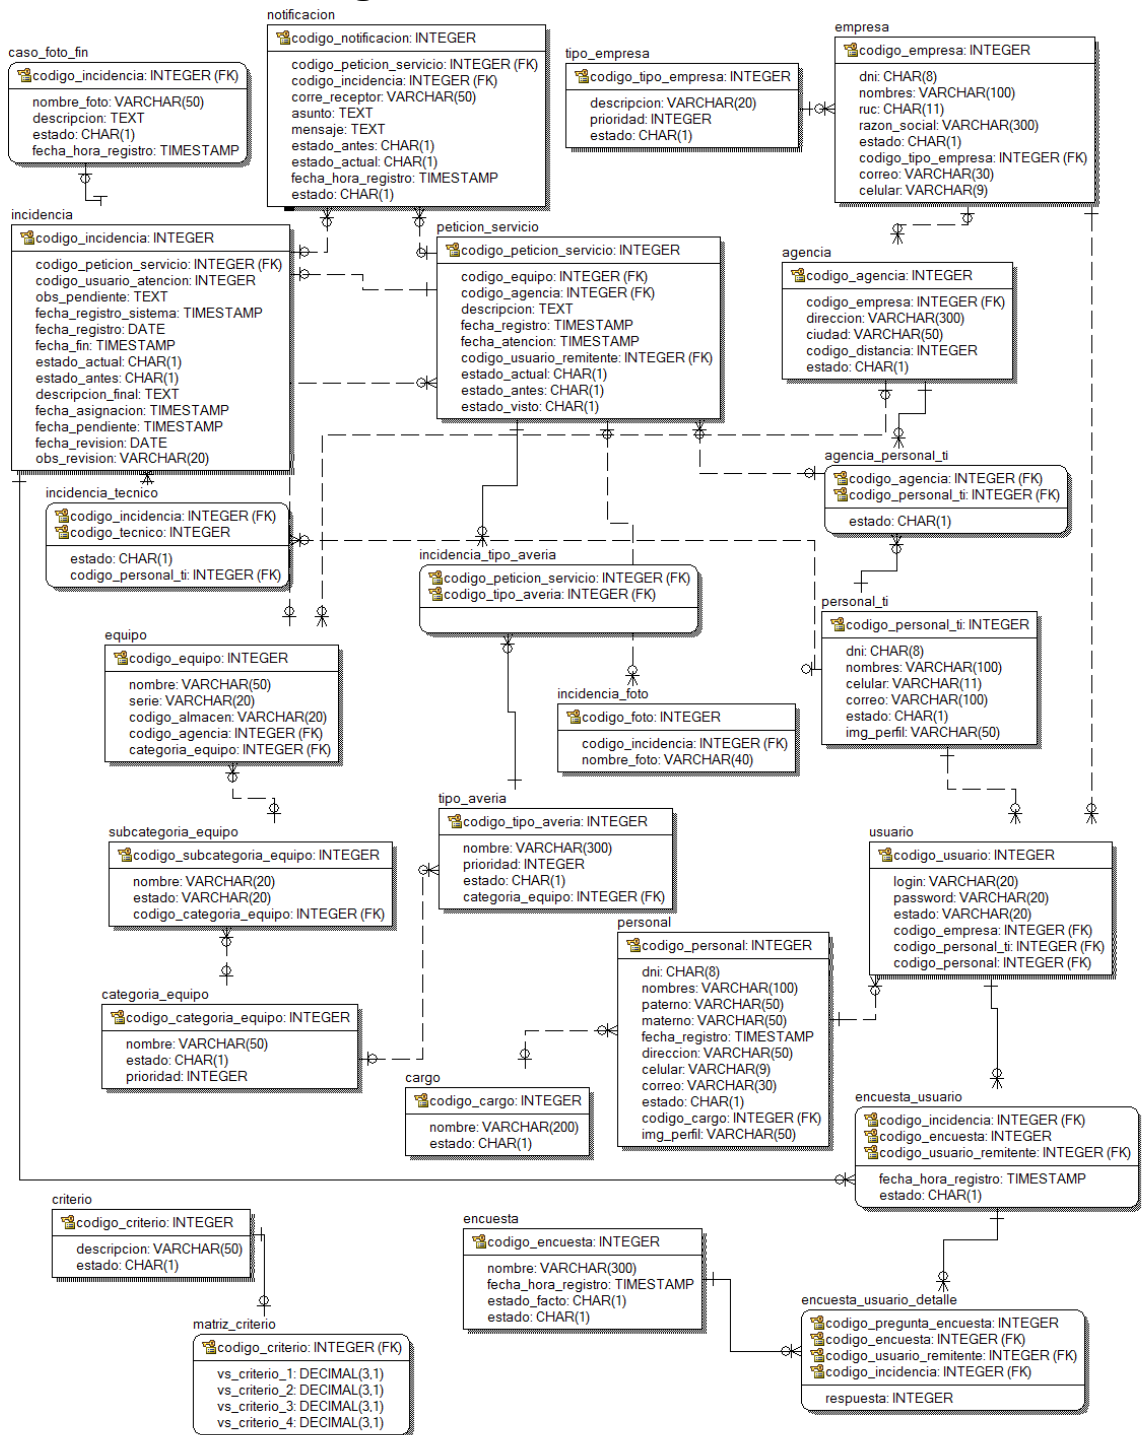 notificacion
codigo_notificacion: INTEGER
codigo_peticion_servicio: INTEGER (FK)
codigo_incidencia: INTEGER (FK)
corre_receptor: VARCHAR(50)
asunto: TEXT
mensaje: TEXT
estado_antes: CHAR(1)
estado_actual: CHAR(1)
fecha_hora_registro: TIMESTAMP
estado: CHAR(1)
caso_foto_fin
codigo_incidencia: INTEGER (FK)
nombre_foto: VARCHAR(50)
descripcion: TEXT
estado: CHAR(1)
fecha_hora_registro: TIMESTAMP
tipo_empresa
codigo_tipo_empresa: INTEGER
descripcion: VARCHAR(20)
prioridad: INTEGER
estado: CHAR(1)
empresa
codigo_empresa: INTEGER
dni: CHAR(8)
nombres: VARCHAR(100)
ruc: CHAR(11)
razon_social: VARCHAR(300)
estado: CHAR(1)
codigo_tipo_empresa: INTEGER (FK)
correo: VARCHAR(30)
celular: VARCHAR(9)
incidencia
codigo_incidencia: INTEGER
codigo_peticion_servicio: INTEGER (FK)
codigo_usuario_atencion: INTEGER
obs_pendiente: TEXT
fecha_registro_sistema: TIMESTAMP
fecha_registro: DATE
fecha_fin: TIMESTAMP
estado_actual: CHAR(1)
estado_antes: CHAR(1)
descripcion_final: TEXT
fecha_asignacion: TIMESTAMP
fecha_pendiente: TIMESTAMP
fecha_revision: DATE
obs_revision: VARCHAR(20)
peticion_servicio
codigo_peticion_servicio: INTEGER
codigo_equipo: INTEGER (FK)
codigo_agencia: INTEGER (FK)
descripcion: TEXT
fecha_registro: TIMESTAMP
fecha_atencion: TIMESTAMP
codigo_usuario_remitente: INTEGER (FK)
estado_actual: CHAR(1)
estado_antes: CHAR(1)
estado_visto: CHAR(1)
agencia
codigo_agencia: INTEGER
codigo_empresa: INTEGER (FK)
direccion: VARCHAR(300)
ciudad: VARCHAR(50)
codigo_distancia: INTEGER
estado: CHAR(1)
agencia_personal_ti
codigo_agencia: INTEGER (FK)
codigo_personal_ti: INTEGER (FK)
estado: CHAR(1)
incidencia_tecnico
codigo_incidencia: INTEGER (FK)
codigo_tecnico: INTEGER
estado: CHAR(1)
codigo_personal_ti: INTEGER (FK)
incidencia_tipo_averia
codigo_peticion_servicio: INTEGER (FK)
codigo_tipo_averia: INTEGER (FK)
personal_ti
codigo_personal_ti: INTEGER
dni: CHAR(8)
nombres: VARCHAR(100)
celular: VARCHAR(11)
correo: VARCHAR(100)
estado: CHAR(1)
img_perfil: VARCHAR(50)
equipo
codigo_equipo: INTEGER
nombre: VARCHAR(50)
serie: VARCHAR(20)
codigo_almacen: VARCHAR(20)
codigo_agencia: INTEGER (FK)
categoria_equipo: INTEGER (FK)
incidencia_foto
codigo_foto: INTEGER
codigo_incidencia: INTEGER (FK)
nombre_foto: VARCHAR(40)
tipo_averia
codigo_tipo_averia: INTEGER
nombre: VARCHAR(300)
prioridad: INTEGER
estado: CHAR(1)
categoria_equipo: INTEGER (FK)
subcategoria_equipo
codigo_subcategoria_equipo: INTEGER
nombre: VARCHAR(20)
estado: VARCHAR(20)
codigo_categoria_equipo: INTEGER (FK)
usuario
codigo_usuario: INTEGER
login: VARCHAR(20)
password: VARCHAR(20)
estado: VARCHAR(20)
codigo_empresa: INTEGER (FK)
codigo_personal_ti: INTEGER (FK)
codigo_personal: INTEGER (FK)
personal
codigo_personal: INTEGER
dni: CHAR(8)
nombres: VARCHAR(100)
paterno: VARCHAR(50)
materno: VARCHAR(50)
fecha_registro: TIMESTAMP
direccion: VARCHAR(50)
celular: VARCHAR(9)
correo: VARCHAR(30)
estado: CHAR(1)
codigo_cargo: INTEGER (FK)
img_perfil: VARCHAR(50)
categoria_equipo
codigo_categoria_equipo: INTEGER
nombre: VARCHAR(50)
estado: CHAR(1)
prioridad: INTEGER
cargo
codigo_cargo: INTEGER
nombre: VARCHAR(200)
estado: CHAR(1)
encuesta_usuario
codigo_incidencia: INTEGER (FK)
codigo_encuesta: INTEGER
codigo_usuario_remitente: INTEGER (FK)
fecha_hora_registro: TIMESTAMP
estado: CHAR(1)
criterio
codigo_criterio: INTEGER
descripcion: VARCHAR(50)
estado: CHAR(1)
encuesta
codigo_encuesta: INTEGER
nombre: VARCHAR(300)
fecha_hora_registro: TIMESTAMP
estado_facto: CHAR(1)
estado: CHAR(1)
encuesta_usuario_detalle
codigo_pregunta_encuesta: INTEGER
codigo_encuesta: INTEGER (FK)
codigo_usuario_remitente: INTEGER (FK)
codigo_incidencia: INTEGER (FK)
respuesta: INTEGER
matriz_criterio
codigo_criterio: INTEGER (FK)
vs_criterio_1: DECIMAL(3,1)
vs_criterio_2: DECIMAL(3,1)
vs_criterio_3: DECIMAL(3,1)
vs_criterio_4: DECIMAL(3,1)